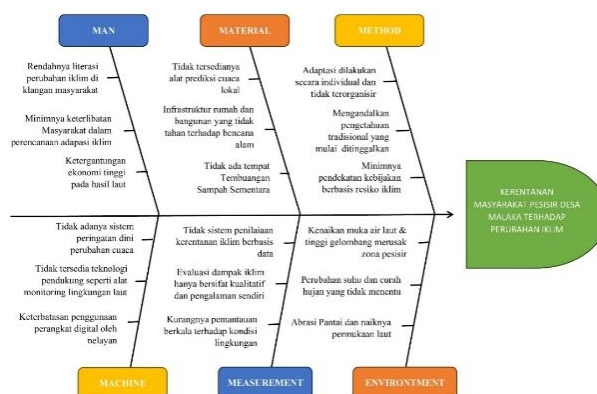 MAN
MATERIAL
METHOD
Rendahnya literasi
perubahan iklim di
klangan masyarakat
Minimnya keterlibatan
Masyarakat dalam
perencanaan adapasi iklim
Ketergantungan
ekonomi tinggi
pada hasil laut
Tidak tersedianya
alat prediksi cuaca
lokal
Infrastruktur rumah dan
bangunan yang tidak
tahan terhadap bencana
alam
Tidak ada tempat
Tembuangan
Sampah Sementara
Adaptasi dilakukan
secara individual dan
tidak terorganisir
Mengandalkan
pengetahuan
tradisional yang
mulai ditinggalkan
Minimnya
pendekatan kebijakan
berbasis resiko iklim
KERENTANAN
MASYARAKAT PESISIR DESA
MALAKA TERHADAP
PERUBAHAN IKLIM
Tidak adanya sistem
peringatan dini
perubahan cuaca
Tidak tersedia teknologi
pendukung seperti alat
monitoring lingkungan laut
Keterbatasan penggunaan
perangkat digital oleh
nelayan
Tidak sistem penilaiaan
kerentanan iklim berbasis
data
Evaluasi dampak iklim
hanya bersifat kualitatif
dan pengalaman sendiri
Kurangnya pemantauan
berkala terhadap kondisi
lingkungan
Kenaikan muka air laut &
tinggi gelombang merusak
zona pesisir
Perubahan suhu dan curah
hujan yang tidak menentu
Abrasi Pantai dan naiknya
permukaan laut
MACHINE
MEASUREMENT
ENVIRONTMENT